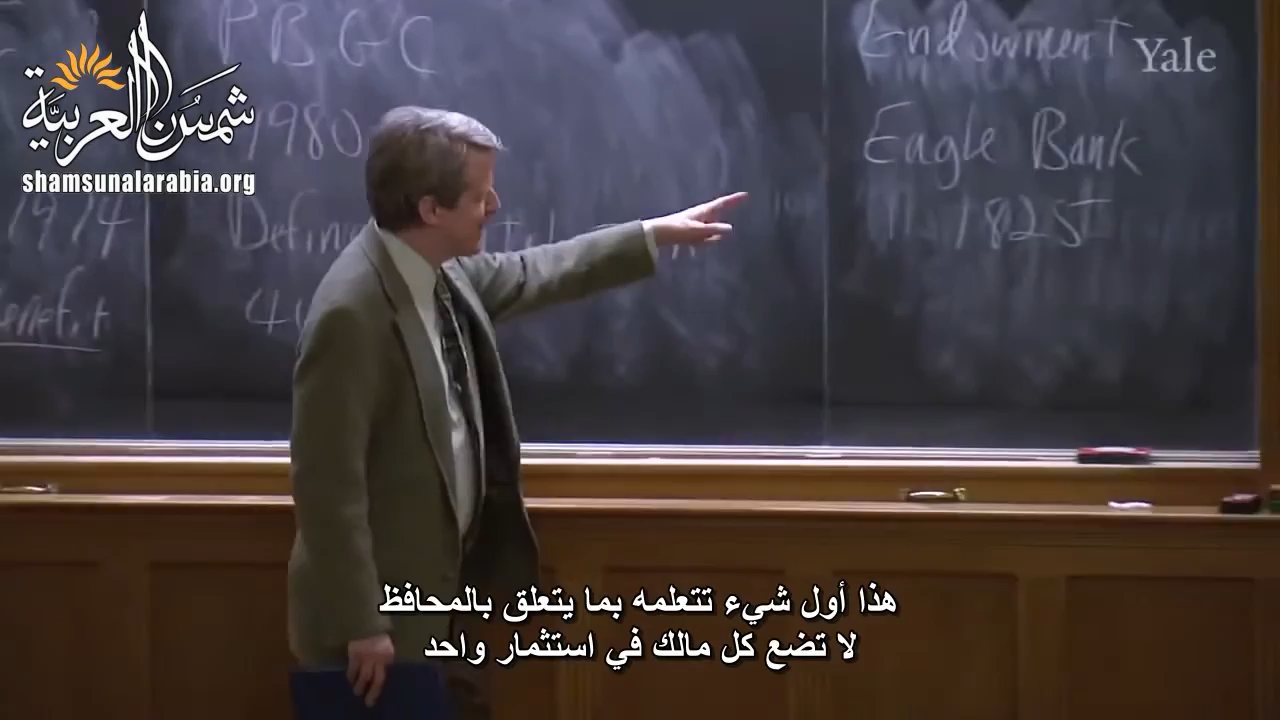 شمسُ العربيَّة
shamsunalarabia.org
Yale
PBGC
1980
1974
Endowment
Eagle Bank
1825
هذا أول شيء تتعلمه بما يتعلق بالمحافظ
لا تضع كل مالك في استثمار واحد